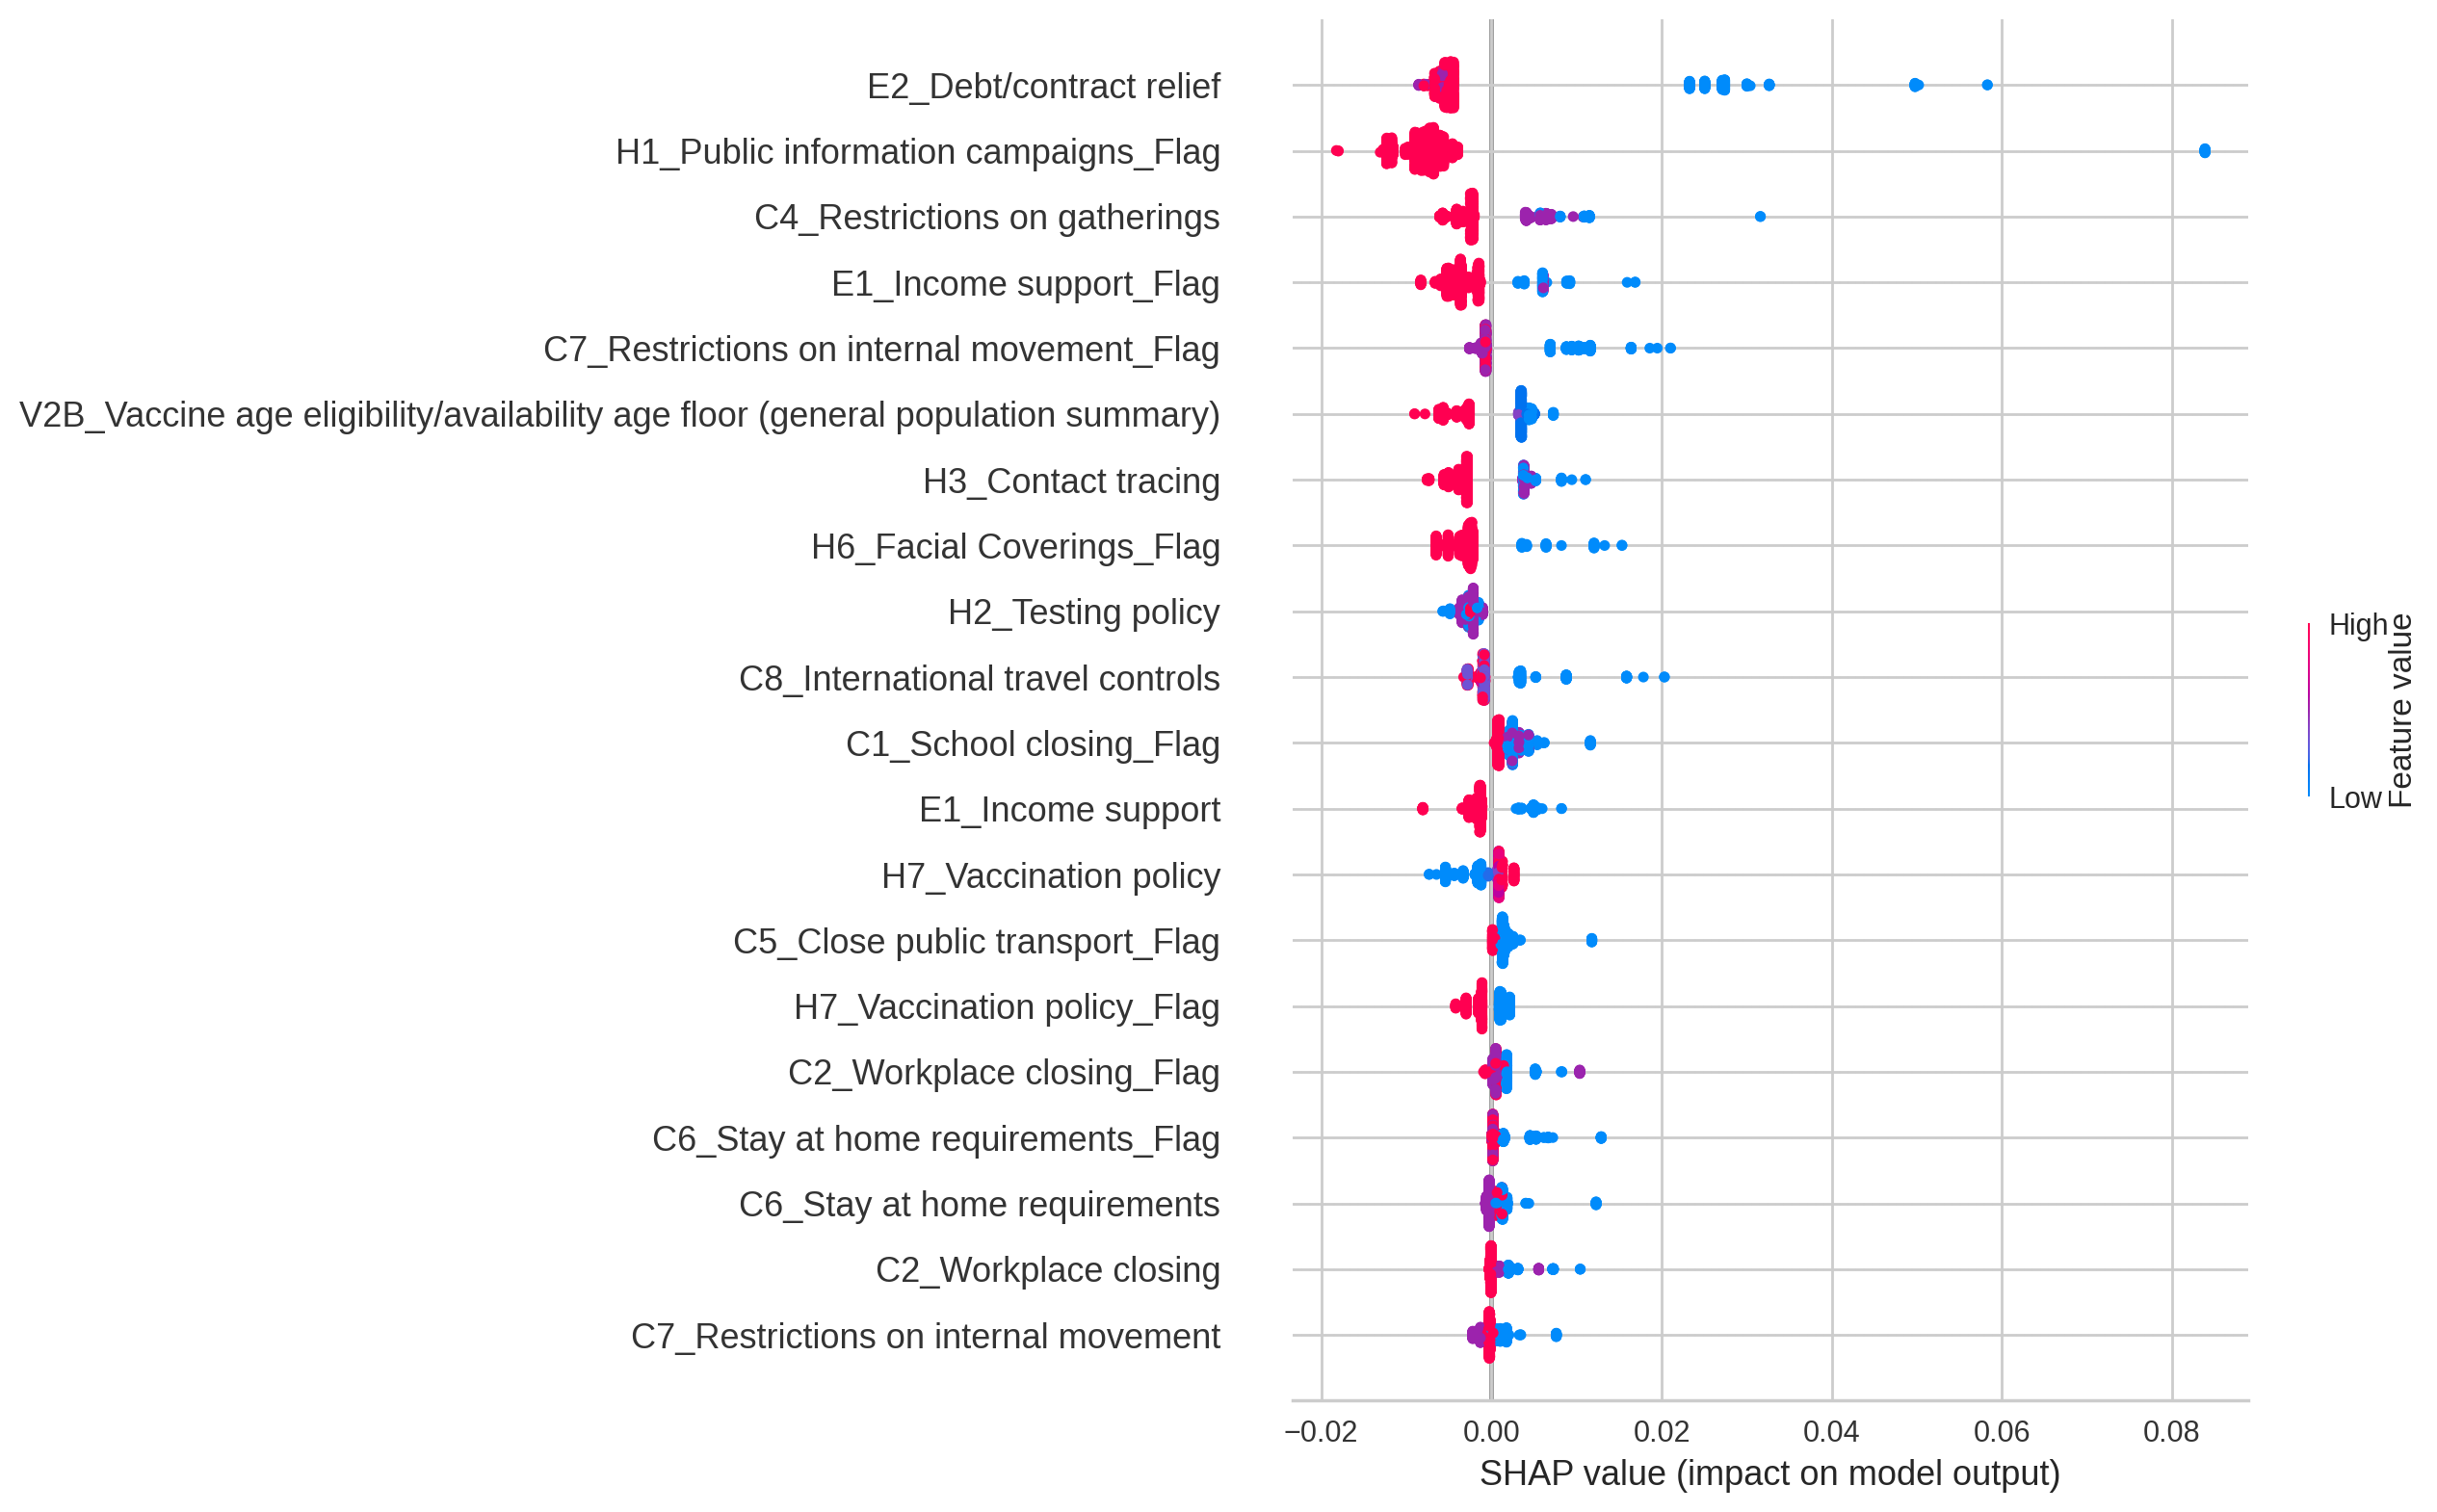 E2_Debt/contract relief
H1_Public information campaigns_Flag
C4_Restrictions on gatherings
E1_Income support_Flag
C7_Restrictions on internal movement_Flag
V2B_Vaccine age eligibility/availability age floor (general population summary)
H3_Contact tracing
H6_Facial Coverings_Flag
H2_Testing policy
C8_International travel controls
C1_School closing_Flag
E1_Income support
H7_Vaccination policy
C5_Close public transport_Flag
H7_Vaccination policy_Flag
C2_Workplace closing_Flag
C6_Stay at home requirements_Flag
C6_Stay at home requirements
C2_Workplace closing
C7_Restrictions on internal movement
−0.02 0.00 0.02 0.04 0.06 0.08
SHAP value (impact on model output)
High
Low
Feature value